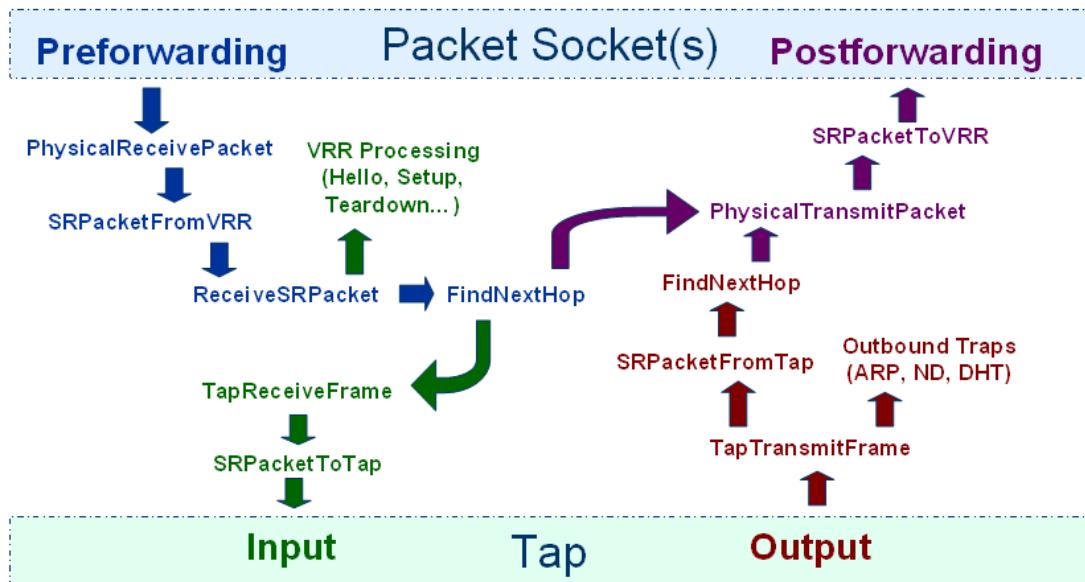 Preforwarding
Packet Socket(s)
Postforwarding
PhysicalReceivePacket
SRPacketFromVRR
ReceiveSRPacket
VRR Processing
(Hello, Setup,
Teardown...)
FindNextHop
SRPacketToVRR
PhysicalTransmitPacket
FindNextHop
SRPacketFromTap
Outbound Traps
(ARP, ND, DHT)
TapTransmitFrame
TapReceiveFrame
SRPacketToTap
Input
Tap
Output